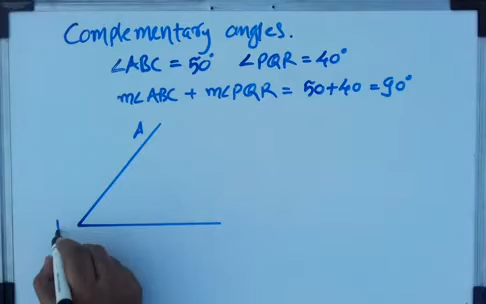 Complementary angles.
∠ABC = 50° ∠PQR = 40°
m∠ABC + m∠PQR = 50+40 = 90°
A